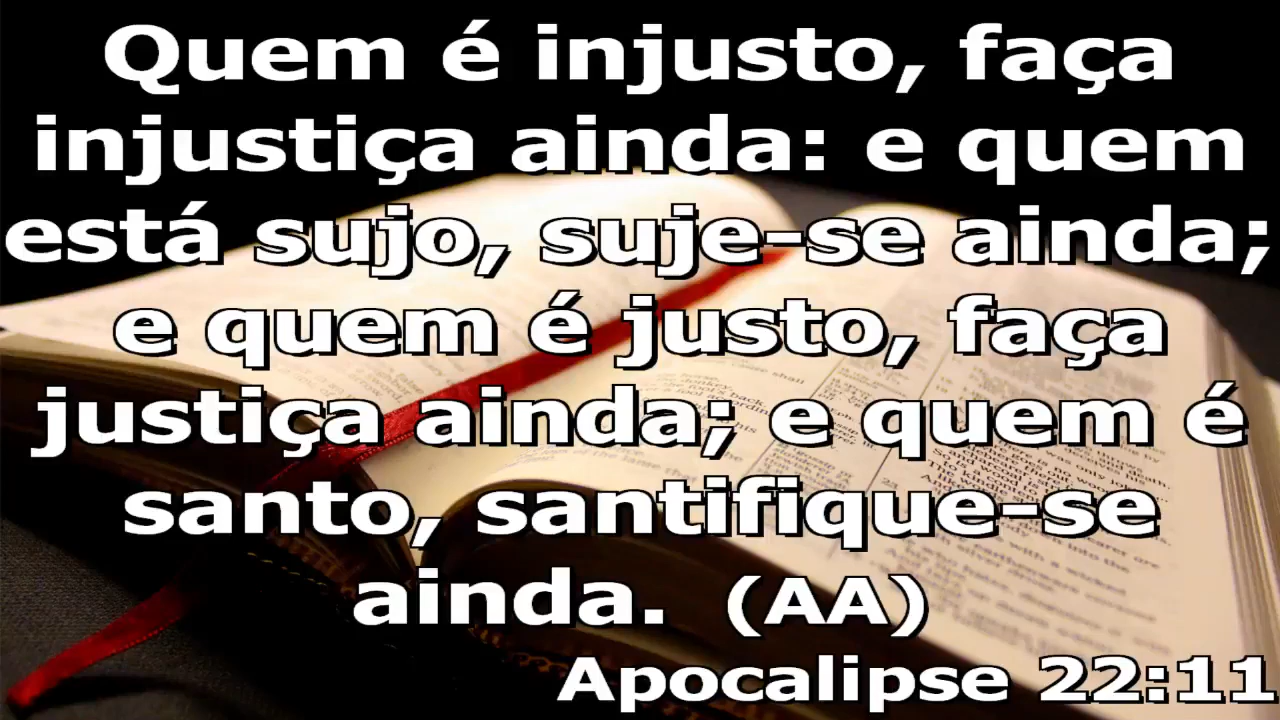 Quem é injusto, faça
injustiça ainda: e quem
está sujo, suje-se ainda;
e quem é justo, faça
justiça ainda; e quem é
santo, santifique-se
ainda. (AA)
Apocalipse 22:11